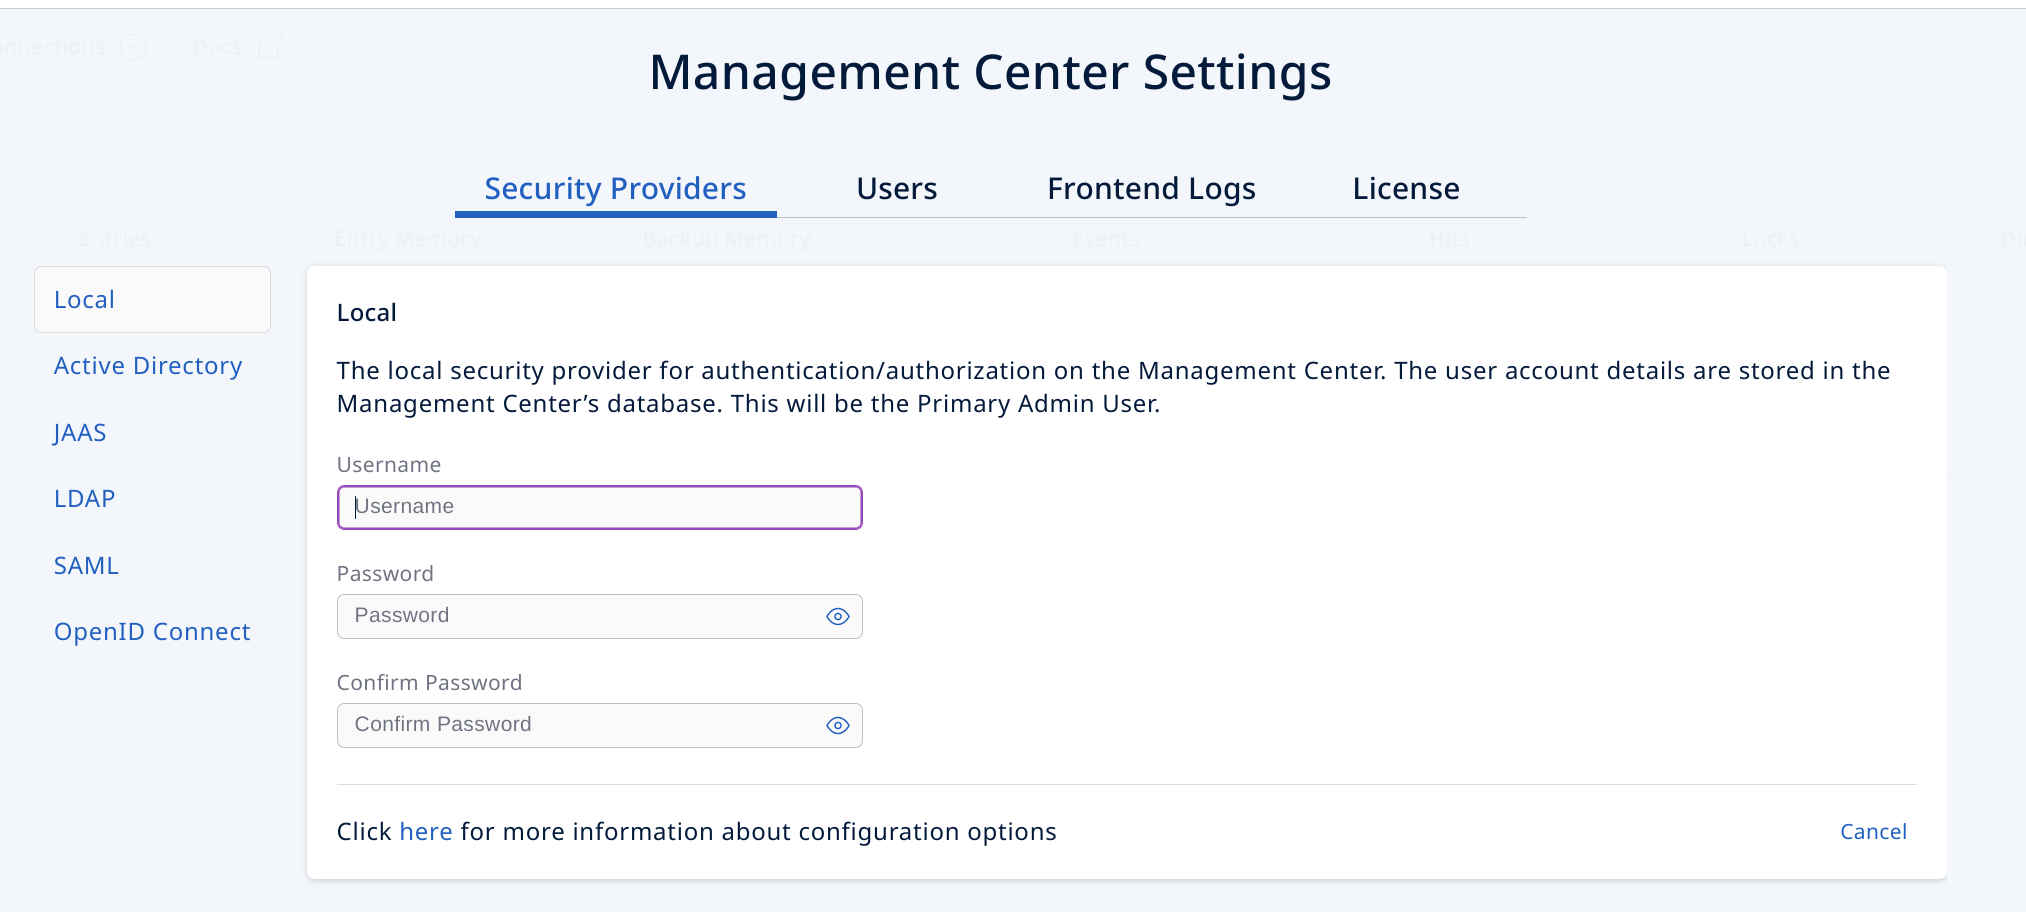 nnections
Docs
Management Center Settings
Security Providers
Users
Frontend Logs
License
Entries
Entry Memory
Backup Memory
Events
Hits
Locks
Local
Active Directory
JAAS
LDAP
SAML
OpenID Connect
Local
The local security provider for authentication/authorization on the Management Center. The user account details are stored in the
Management Center’s database. This will be the Primary Admin User.
Username
Username
Password
Password
Confirm Password
Confirm Password
Click here for more information about configuration options
Cancel